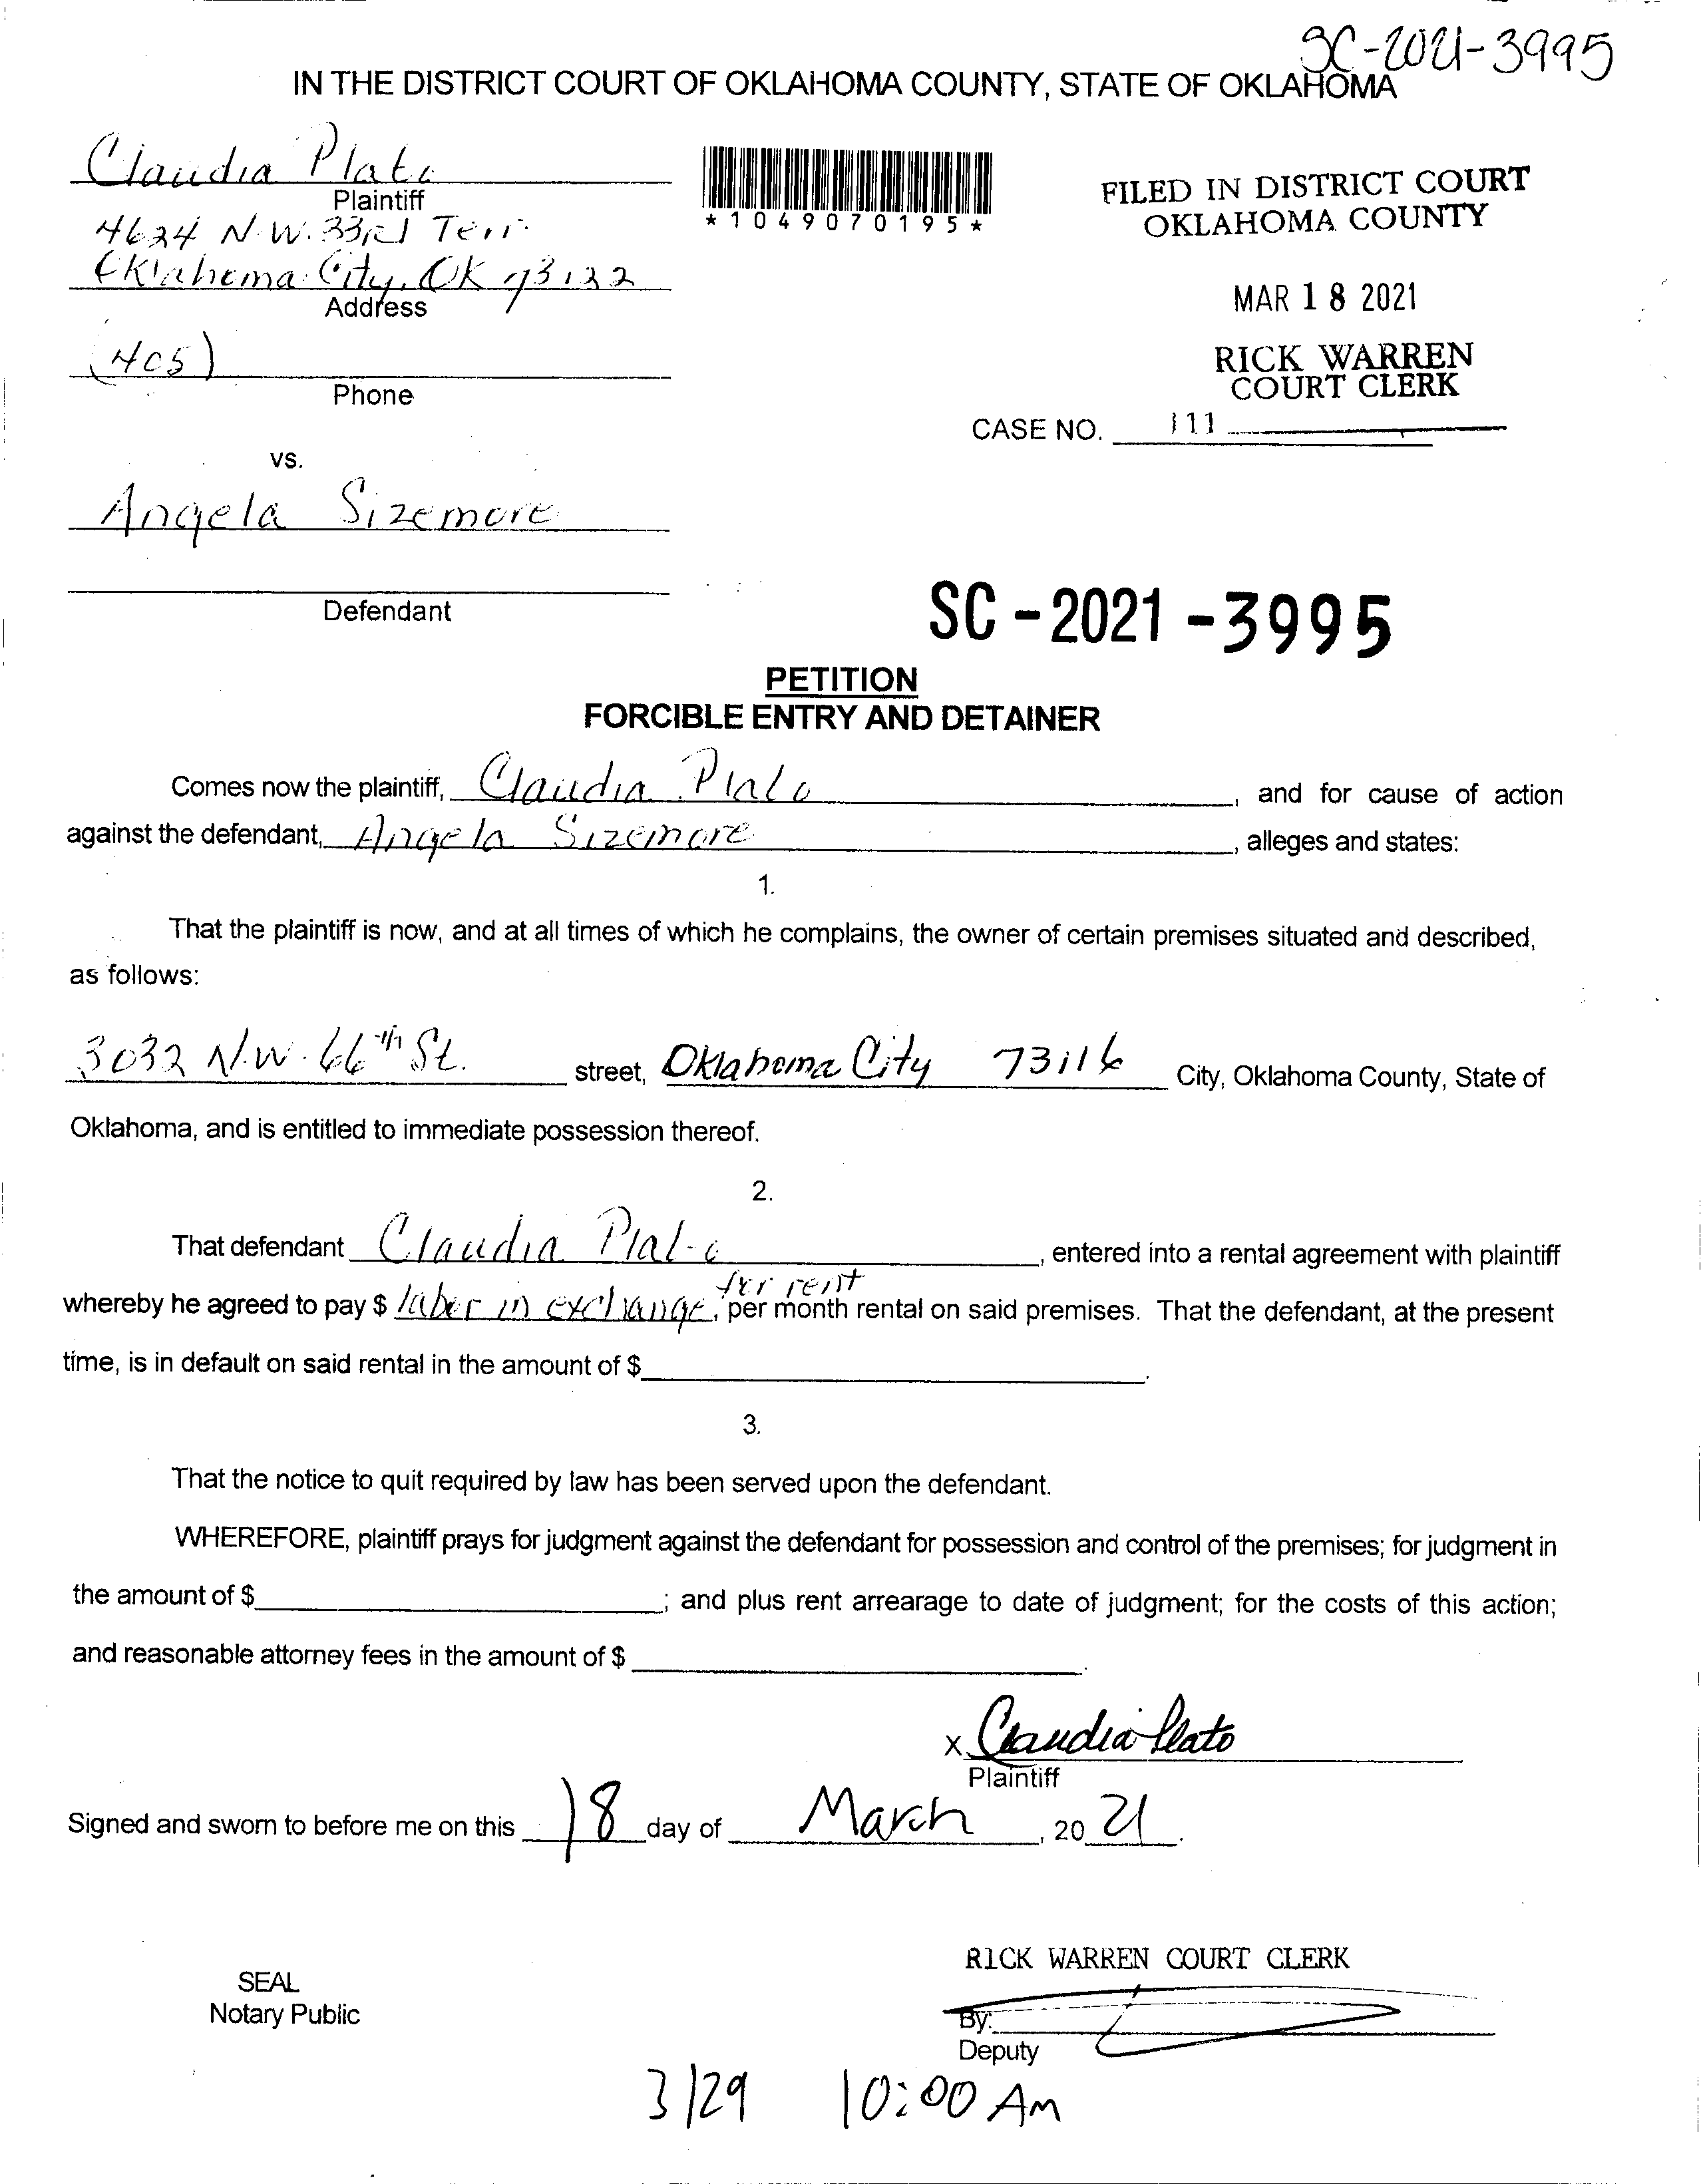 SC-2021-3995
IN THE DISTRICT COURT OF OKLAHOMA COUNTY, STATE OF OKLAHOMA
Claudia Plato
Plaintiff
4624 N.W. 33rd Terr.
Oklahoma City, OK 73122
Address
(405)
Phone
*1049070195*
FILED IN DISTRICT COURT
OKLAHOMA COUNTY
MAR 18 2021
RICK WARREN
COURT CLERK
CASE NO. 111
vs.
Angela Sizemore
Defendant
SC-2021-3995
PETITION
FORCIBLE ENTRY AND DETAINER
Comes now the plaintiff, Claudia Plato, and for cause of action
against the defendant, Angela Sizemore, alleges and states:
1.
That the plaintiff is now, and at all times of which he complains, the owner of certain premises situated and described,
as follows:
3032 N.W. 66th St. street, Oklahoma City 73116 City, Oklahoma County, State of
Oklahoma, and is entitled to immediate possession thereof.
2.
That defendant Claudia Plato, entered into a rental agreement with plaintiff
for rent
whereby he agreed to pay $ labor in exchange, per month rental on said premises. That the defendant, at the present
time, is in default on said rental in the amount of $.
3.
That the notice to quit required by law has been served upon the defendant.
WHEREFORE, plaintiff prays for judgment against the defendant for possession and control of the premises; for judgment in
the amount of $; and plus rent arrearage to date of judgment; for the costs of this action;
and reasonable attorney fees in the amount of $.
x Claudia Plato
Plaintiff
Signed and sworn to before me on this 18 day of March, 2021.
SEAL
Notary Public
RICK WARREN COURT CLERK
By:
Deputy
3/29 10:00 AM